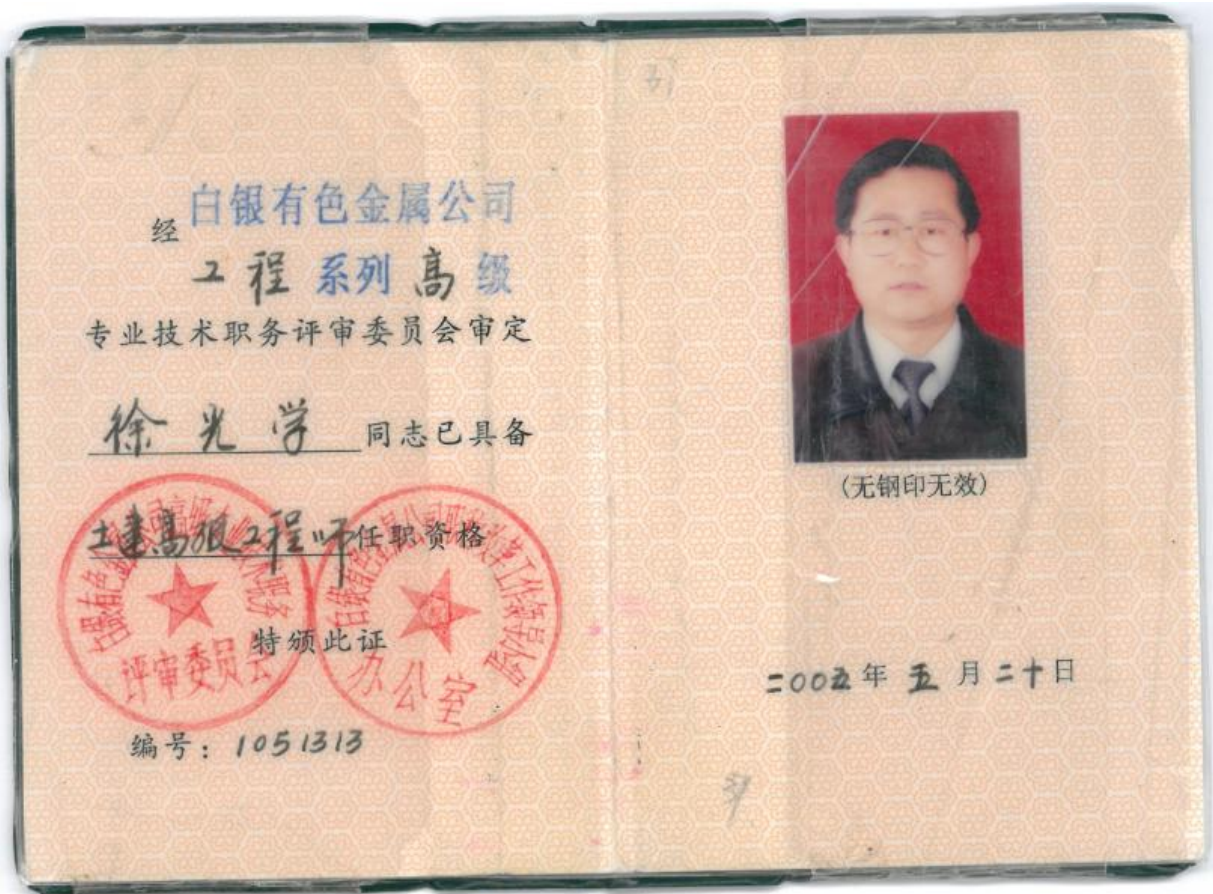 经 白银有色金属公司
工程 系列 高 级
专业技术职务评审委员会审定
徐光学 同志已具备
土建高级工程师 任职资格
特颁此证
评审委员会
办公室
编号：1051313
(无钢印无效)
二00五年 五 月 二十日